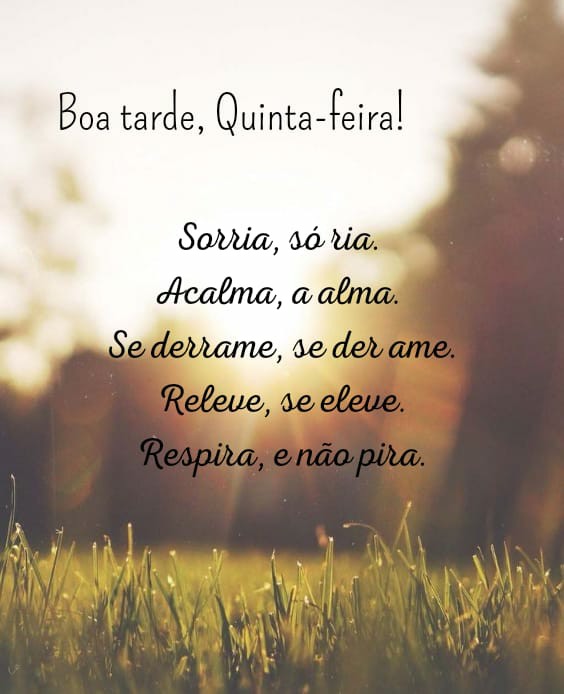 Boa tarde, Quinta-feira!
Sorria, só ria.
Acalma, a alma.
Se derrame, se der ame.
Releve, se eleve.
Respira, e não pira.